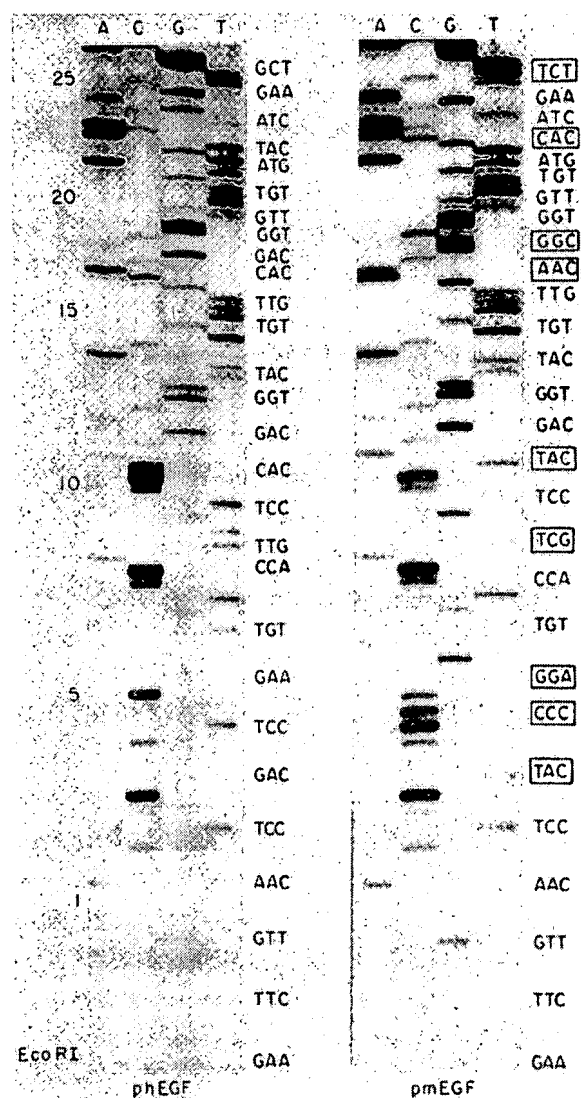 A C G T
25
GCT
GAA
ATC
TAC
ATG
20
TGT
GTT
GGT
GAC
CAC
15
TTG
TGT
TAC
GGT
GAC
10
CAC
TCC
TTG
CCA
TGT
5
GAA
TCC
GAC
TCC
1
AAC
GTT
TTC
EcoRI
GAA
phEGF
A C G T
TCT
GAA
ATC
CAC
ATG
TGT
GTT
GGT
GGC
AAC
TTG
TGT
TAC
GGT
GAC
TAC
TCC
TCG
CCA
TGT
GGA
CCC
TAC
TCC
AAC
GTT
TTC
GAA
pmEGF